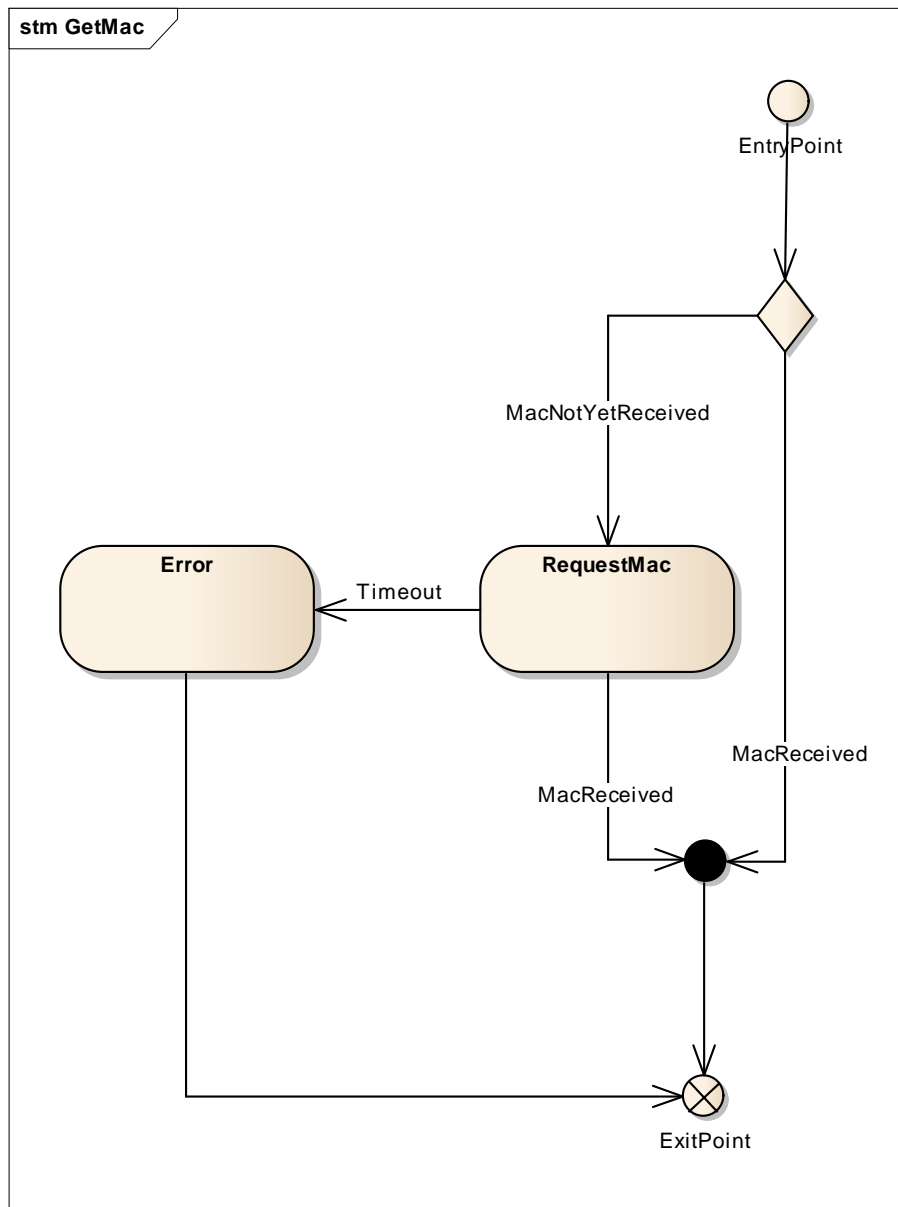 stm GetMac
EntryPoint
MacNotYetReceived
Error
RequestMac
Timeout
MacReceived
MacReceived
ExitPoint